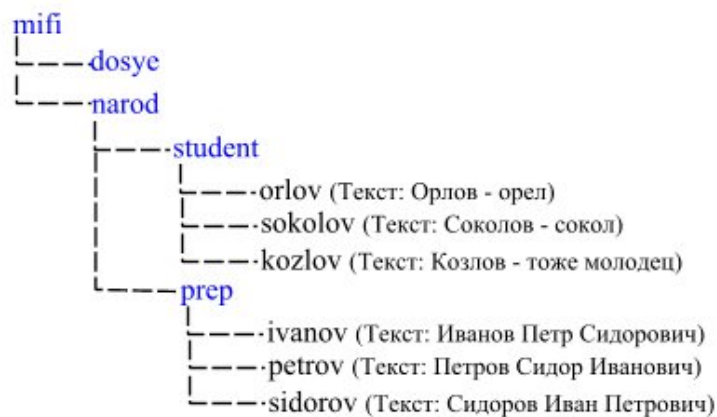 mifi
dosye
narod
student
orlov (Текст: Орлов - орел)
sokolov (Текст: Соколов - сокол)
kozlov (Текст: Козлов - тоже молодец)
prep
ivanov (Текст: Иванов Петр Сидорович)
petrov (Текст: Петров Сидор Иванович)
sidorov (Текст: Сидоров Иван Петрович)